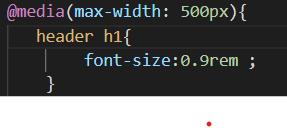 @media(max-width: 500px){
header h1{
font-size:0.9rem ;
}